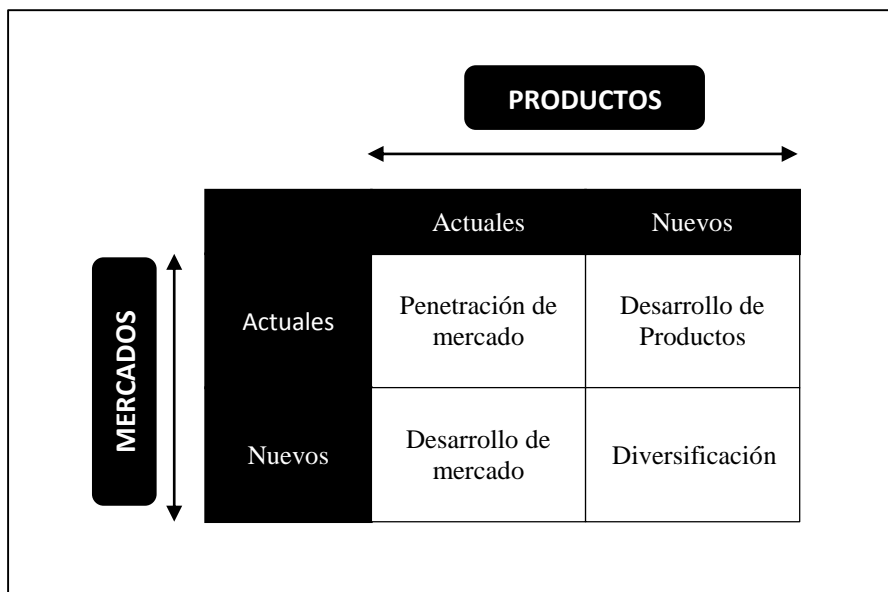 PRODUCTOS
Actuales
Nuevos
MERCADOS
Actuales
Penetración de
mercado
Desarrollo de
Productos
Nuevos
Desarrollo de
mercado
Diversificación